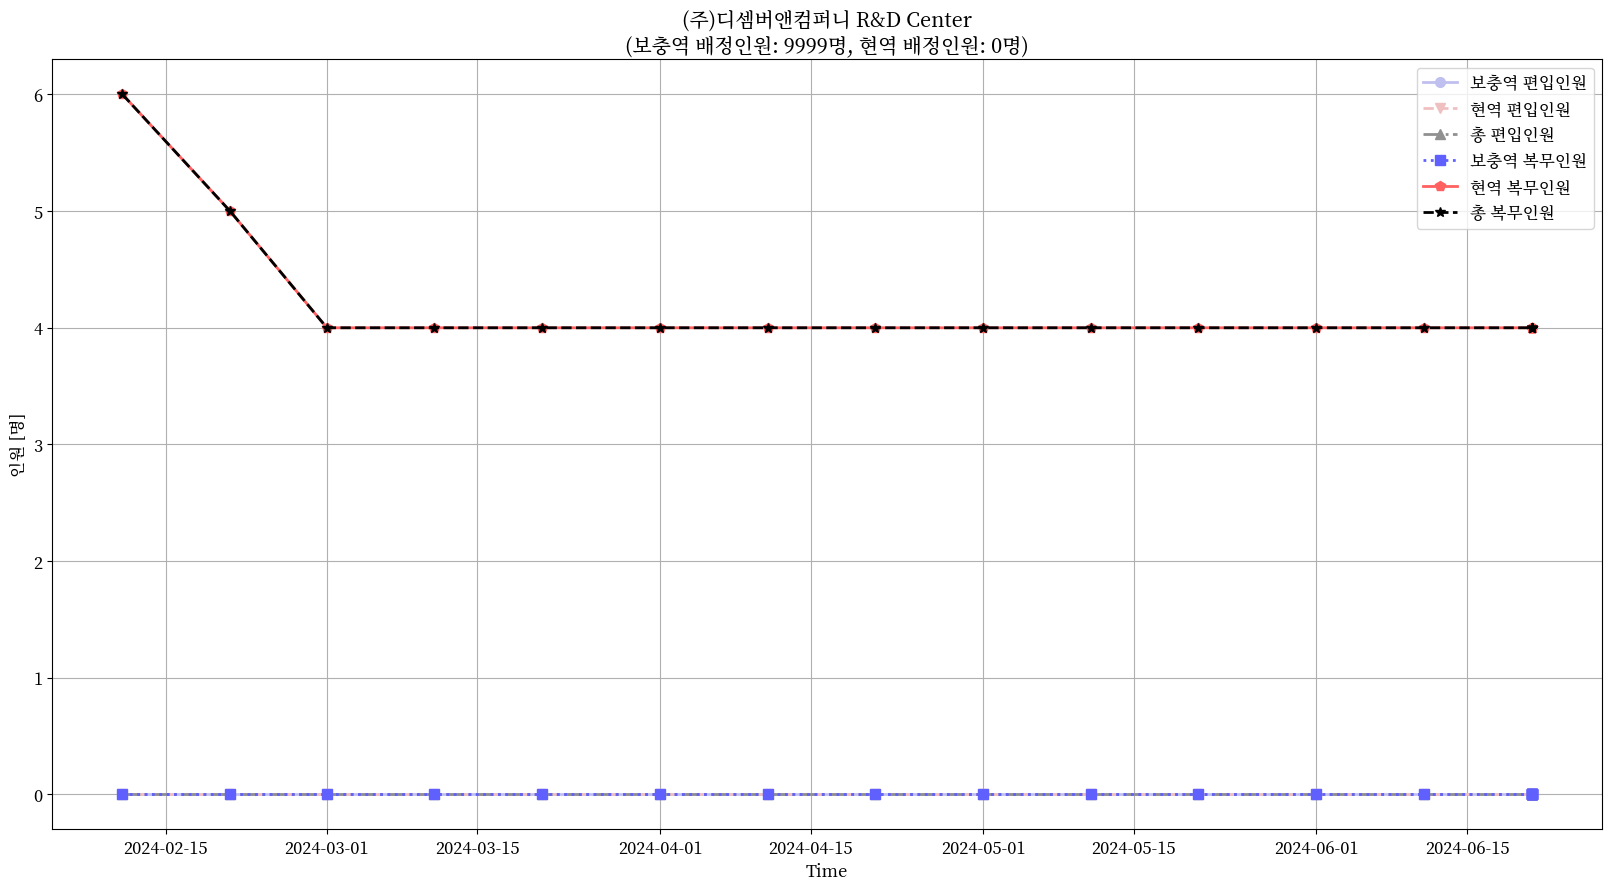 (주)디셈버앤컴퍼니 R&D Center
(보충역 배정인원: 9999명, 현역 배정인원: 0명)
보충역 편입인원
현역 편입인원
총 편입인원
보충역 복무인원
현역 복무인원
총 복무인원
인원 [명]
6
5
4
3
2
1
0
2024-02-15
2024-03-01
2024-03-15
2024-04-01
2024-04-15
2024-05-01
2024-05-15
2024-06-01
2024-06-15
Time